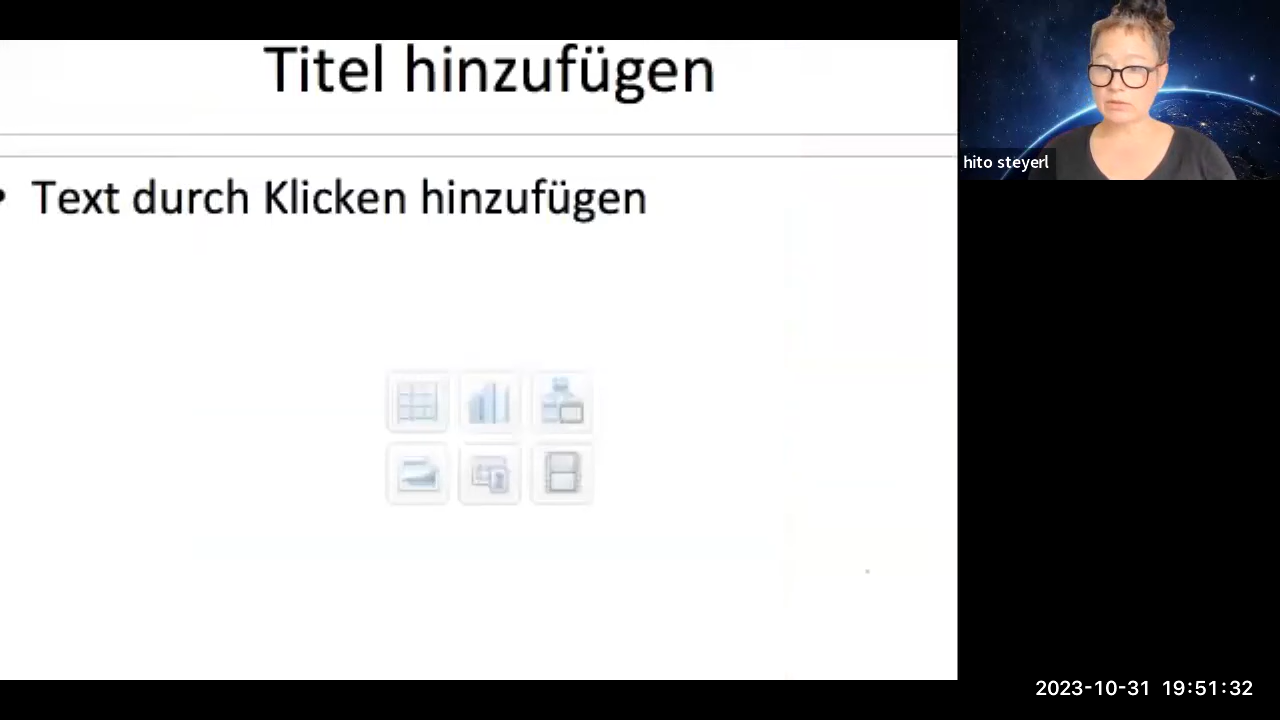 Titel hinzufügen
• Text durch Klicken hinzufügen
hito steyerl
2023-10-31 19:51:32